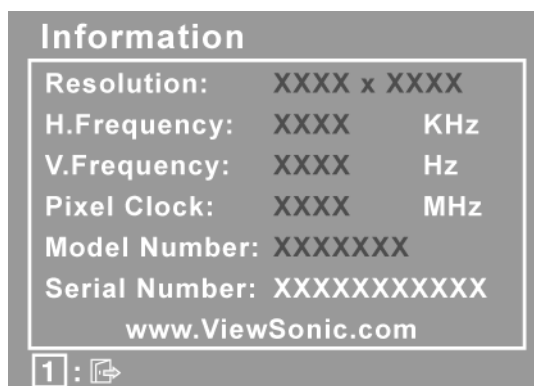 Information
Resolution: XXXX x XXXX
H.Frequency: XXXX KHz
V.Frequency: XXXX Hz
Pixel Clock: XXXX MHz
Model Number: XXXXXXX
Serial Number: XXXXXXXXXXX
www.ViewSonic.com
1 :